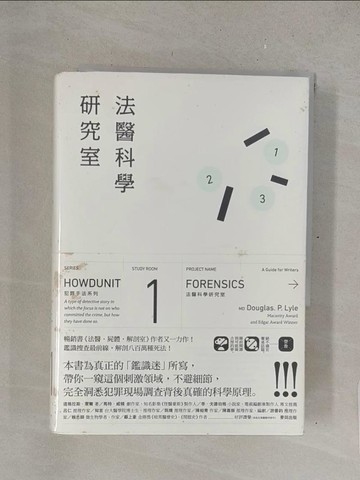 法醫科學
研究室
1
2
3
SERIES
HOWDUNIT
犯罪手法系列
A type of detective story in
which the focus is not on who
committed the crime, but how
they have done so.
STUDY ROOM
1
PROJECT NAME
FORENSICS
法醫科學研究室
A Guide for Writers
→
MD Douglas. P. Lyle
Macavity Award
and Edgar Award Winner
暢銷書《法醫・屍體・解剖室》作者又一力作！
鑑識搜查最前線，解剖八百萬種死法！
本書為真正的「鑑識迷」所寫，
帶你一窺這個刺激領域，不避細節，
完全洞悉犯罪現場調查背後真確的科學原理。
!!!